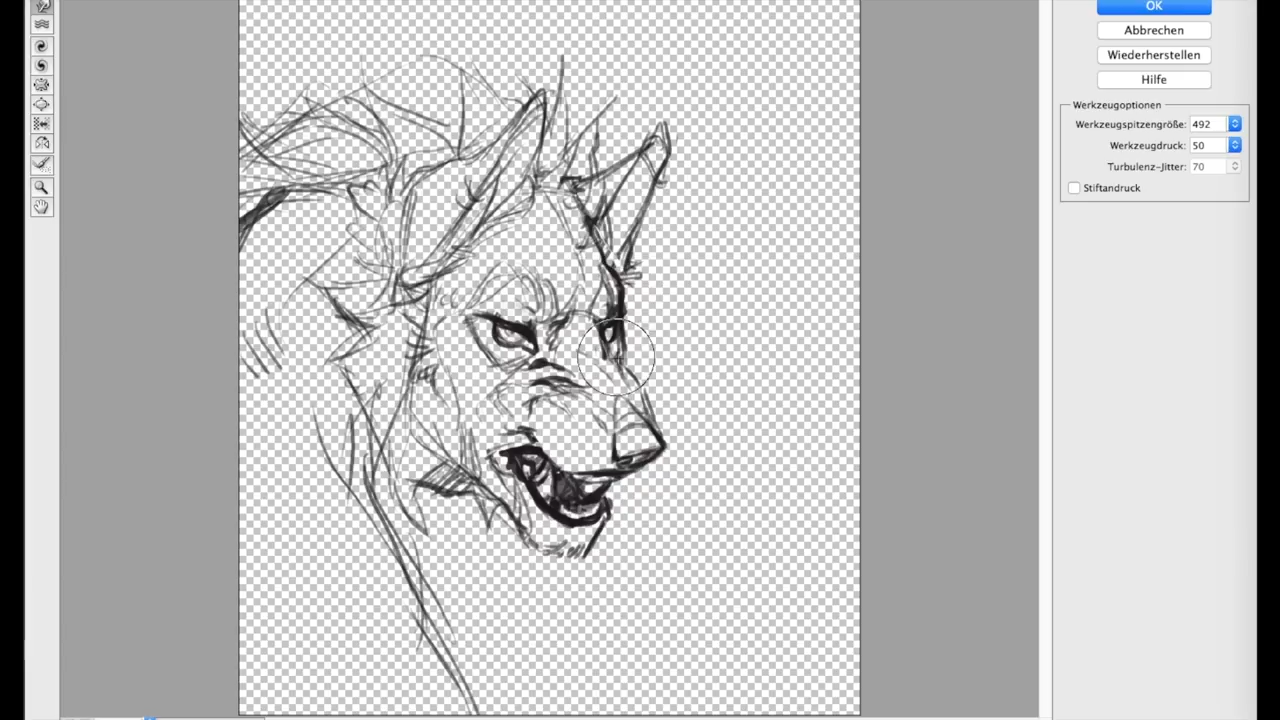 OK
Abbrechen
Wiederherstellen
Hilfe
Werkzeugoptionen
Werkzeugspitzengröße: 492
Werkzeugdruck: 50
Turbulenz-Jitter: 70
Stiftandruck